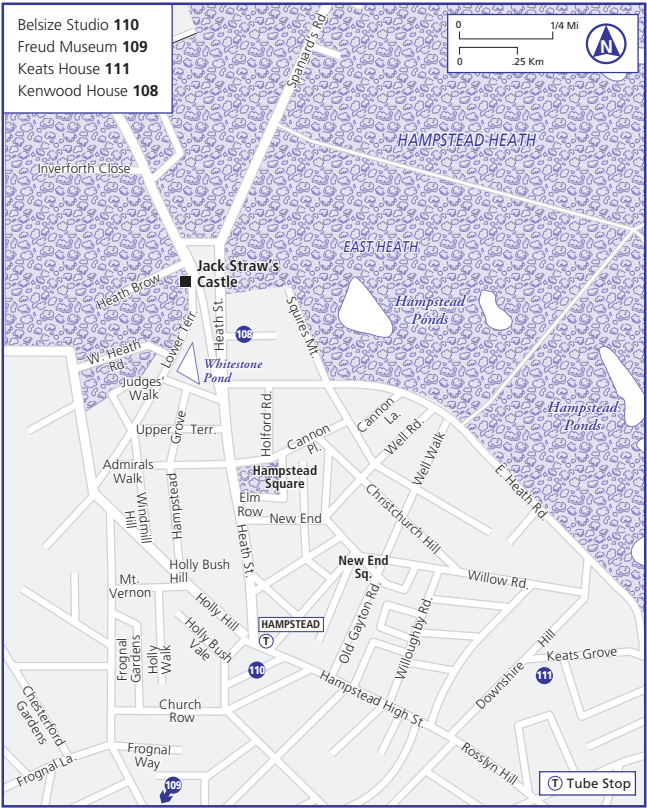 Belsize Studio 110
Freud Museum 109
Keats House 111
Kenwood House 108
0 1/4 Mi
0 .25 Km
N
Spaniard's Rd.
HAMPSTEAD HEATH
Inverforth Close
EAST HEATH
Jack Straw's
Castle
Heath Brow
Hampstead
Ponds
Lower Terr.
Heath St.
Squires Mt.
108
W. Heath
Rd.
Whitestone
Pond
Judges'
Walk
Hampstead
Ponds
Holford Rd.
Cannon
La.
Well Rd.
Upper Terr.
Hampstead Grove
Cannon
Pl.
Well Walk
Admirals
Walk
Hampstead
Square
E. Heath Rd.
Windmill
Hill
Elm
Row
New End
Christchurch Hill
Heath St.
New End
Sq.
Holly Bush
Hill
Willow Rd.
Mt.
Vernon
Holly Hill
HAMPSTEAD
T
Old Gayton Rd.
Willoughby Rd.
Frognal
Gardens
Holly
Walk
Holly Bush
Vale
110
Downshire Hill
Keats Grove
111
Chesterford
Gardens
Church
Row
Hampstead High St.
Frognal
Way
Rosslyn Hill
Frognal La.
109
T Tube Stop